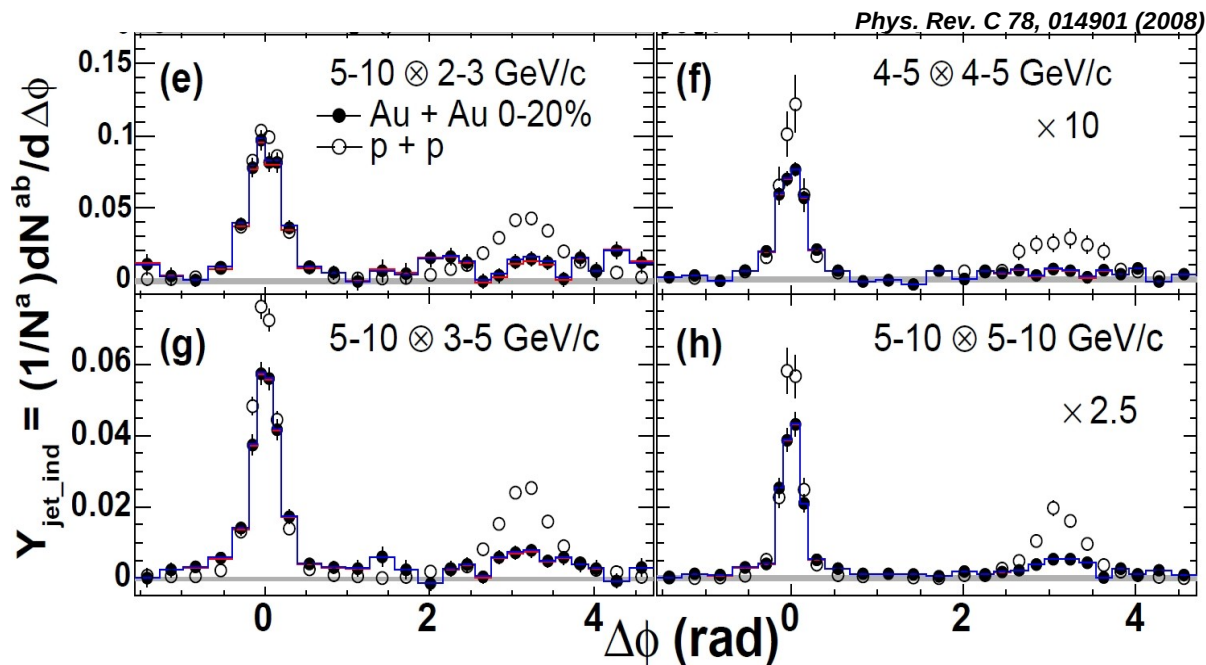 Phys. Rev. C 78, 014901 (2008)
Y_jet_ind = (1/N^a )dN^ab/d Δϕ
0.15
0.1
0.05
0
(e)
5-10 ⊗ 2-3 GeV/c
Au + Au 0-20%
p + p
(f)
4-5 ⊗ 4-5 GeV/c
× 10
0.06
0.04
0.02
0
(g)
5-10 ⊗ 3-5 GeV/c
(h)
5-10 ⊗ 5-10 GeV/c
× 2.5
0 2 4 0 2 4
Δϕ (rad)